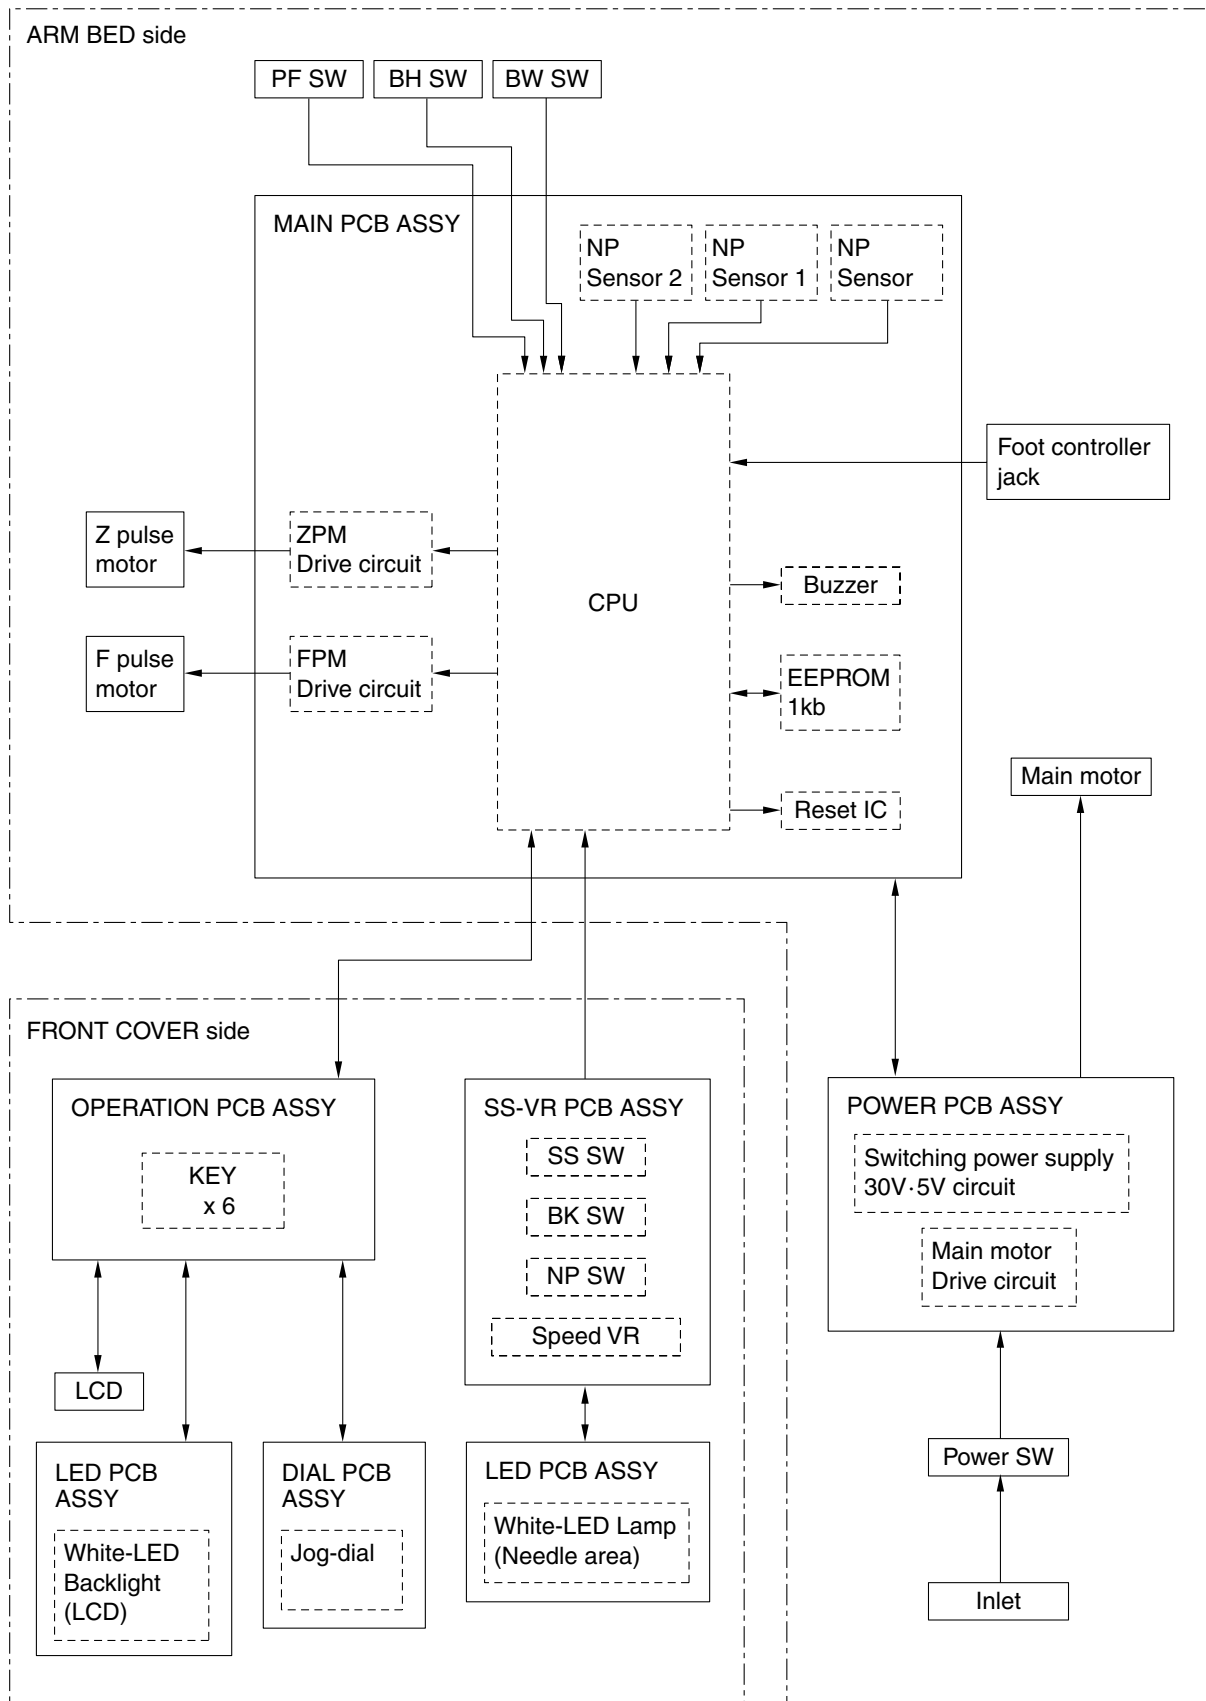 ARM BED side
PF SW
BH SW
BW SW
MAIN PCB ASSY
NP
Sensor 2
NP
Sensor 1
NP
Sensor
Foot controller
jack
Z pulse
motor
ZPM
Drive circuit
CPU
Buzzer
F pulse
motor
FPM
Drive circuit
EEPROM
1kb
Reset IC
Main motor
FRONT COVER side
OPERATION PCB ASSY
KEY
x 6
SS-VR PCB ASSY
SS SW
BK SW
NP SW
Speed VR
POWER PCB ASSY
Switching power supply
30V·5V circuit
Main motor
Drive circuit
LCD
LED PCB
ASSY
White-LED
Backlight
(LCD)
DIAL PCB
ASSY
Jog-dial
LED PCB ASSY
White-LED Lamp
(Needle area)
Power SW
Inlet